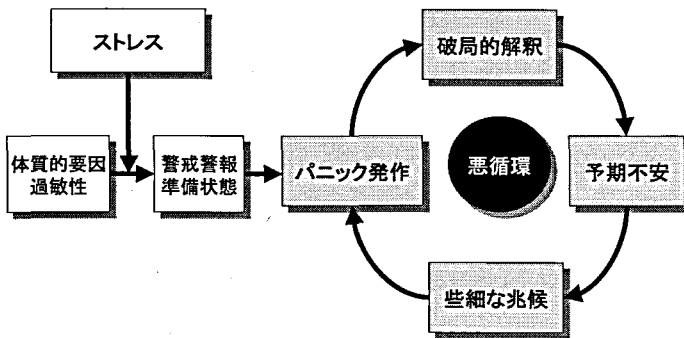 ストレス
体質的要因
過敏性
警戒警報
準備状態
パニック発作
破局的解釈
悪循環
予期不安
些細な兆候